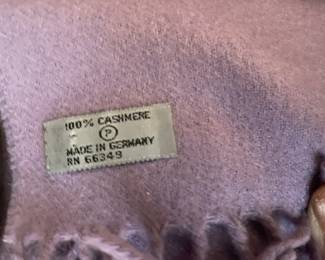 100% CASHMERE
P
MADE IN GERMANY
RN 66349